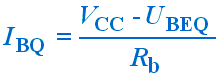 I_BQ = (V_CC - U_BEQ) / R_b